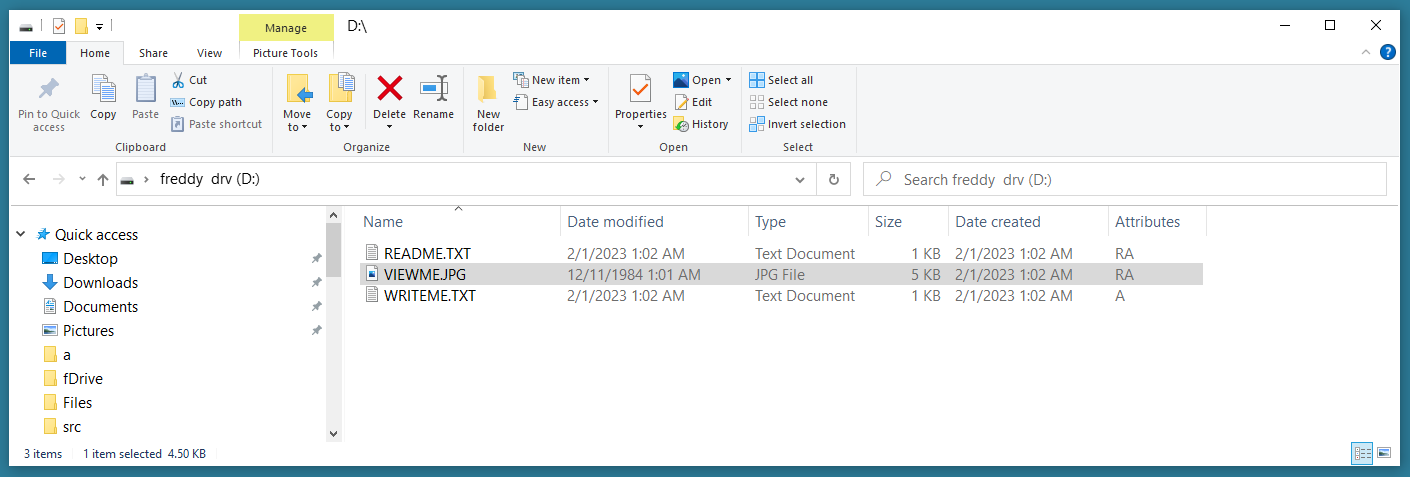 Manage
D:\
File
Home
Share
View
Picture Tools
Pin to Quick
access
Copy
Paste
Cut
Copy path
Paste shortcut
Clipboard
Move
to
Copy
to
Delete
Rename
Organize
New
folder
New item
Easy access
New
Properties
Open
Edit
History
Open
Select all
Select none
Invert selection
Select
freddy  drv (D:)
Search freddy  drv (D:)
Quick access
Desktop
Downloads
Documents
Pictures
a
fDrive
Files
src
Name Date modified Type Size Date created Attributes
README.TXT 2/1/2023 1:02 AM Text Document 1 KB 2/1/2023 1:02 AM RA
VIEWME.JPG 12/11/1984 1:01 AM JPG File 5 KB 2/1/2023 1:02 AM RA
WRITEME.TXT 2/1/2023 1:02 AM Text Document 1 KB 2/1/2023 1:02 AM A
3 items 1 item selected 4.50 KB